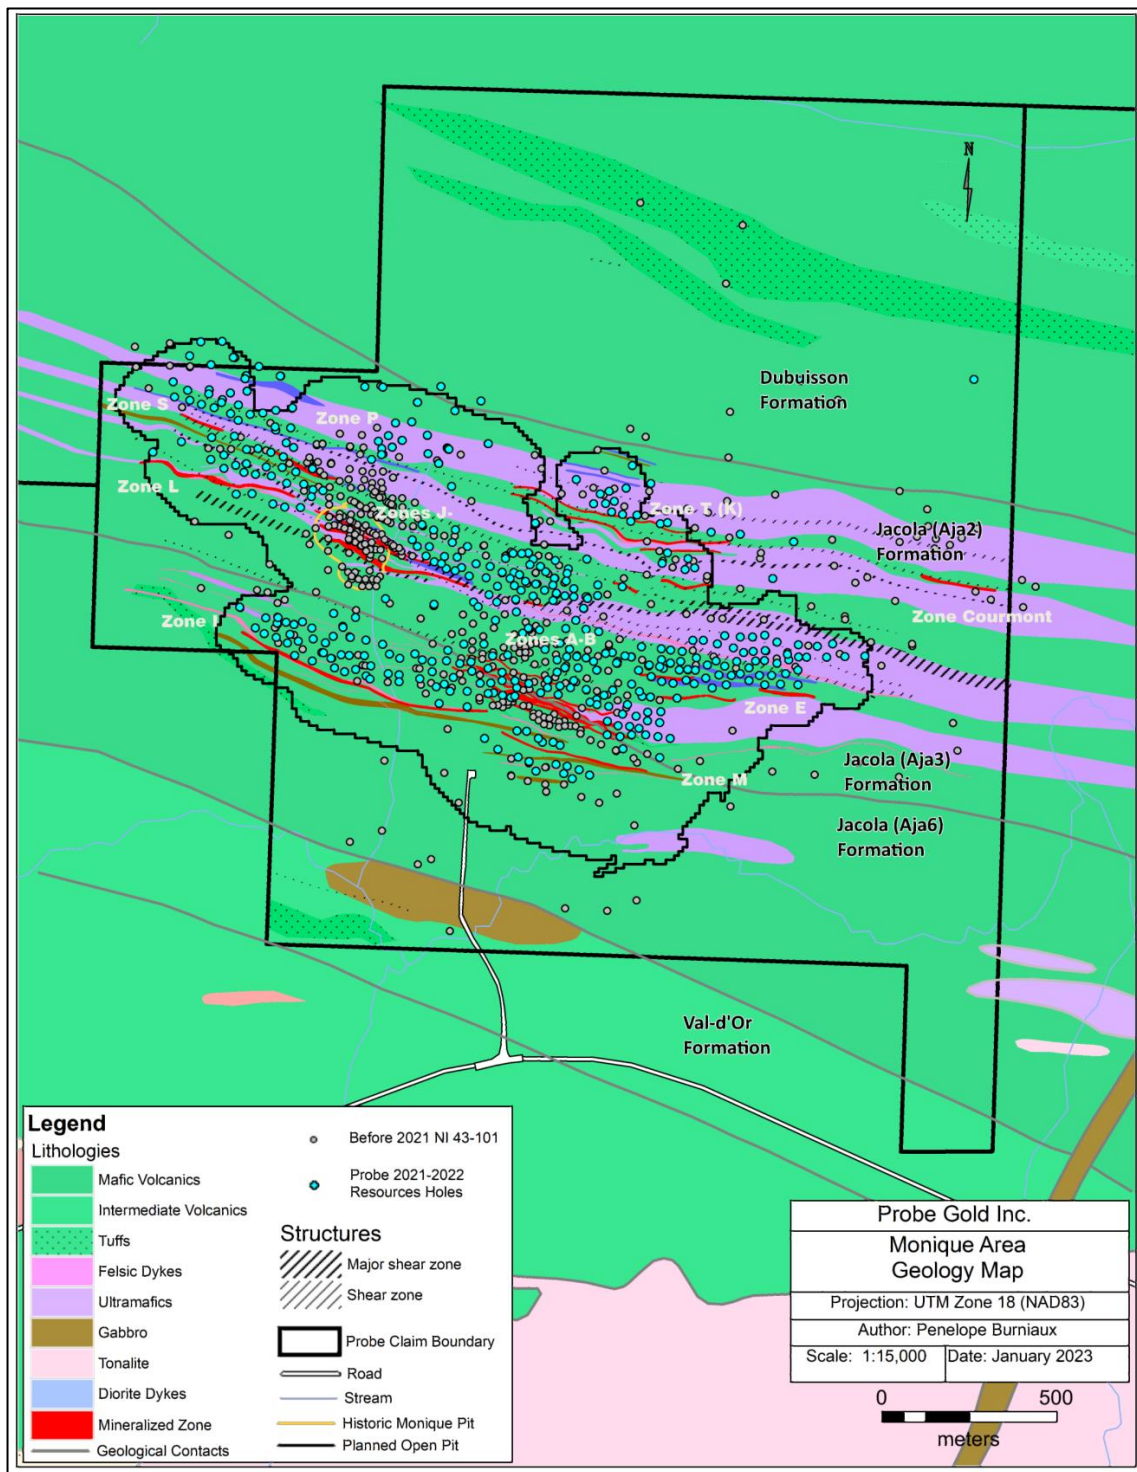 N
Dubuisson
Formation
Zone S
Zone P
Zone L
Zones J-
Zone T (K)
Jacola (Aja2)
Formation
Zone Courmont
Zone I
Zones A-B
Zone E
Jacola (Aja3)
Formation
Zone M
Jacola (Aja6)
Formation
Val-d'Or
Formation
Legend
Lithologies
Mafic Volcanics
Intermediate Volcanics
Tuffs
Felsic Dykes
Ultramafics
Gabbro
Tonalite
Diorite Dykes
Mineralized Zone
Geological Contacts
Before 2021 NI 43-101
Probe 2021-2022
Resources Holes
Structures
Major shear zone
Shear zone
Probe Claim Boundary
Road
Stream
Historic Monique Pit
Planned Open Pit
Probe Gold Inc.
Monique Area
Geology Map
Projection: UTM Zone 18 (NAD83)
Author: Penelope Burniaux
Scale: 1:15,000 Date: January 2023
0 500
meters